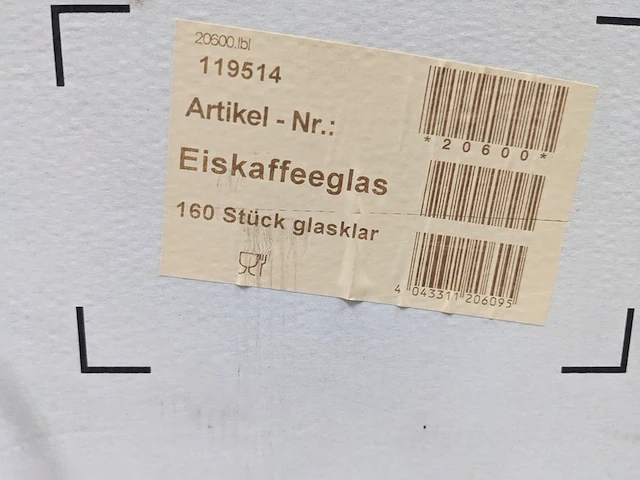 20600.lbl
119514
Artikel - Nr.:
Eiskaffeeglas
160 Stück glasklar
*20600*
4 043311 206095